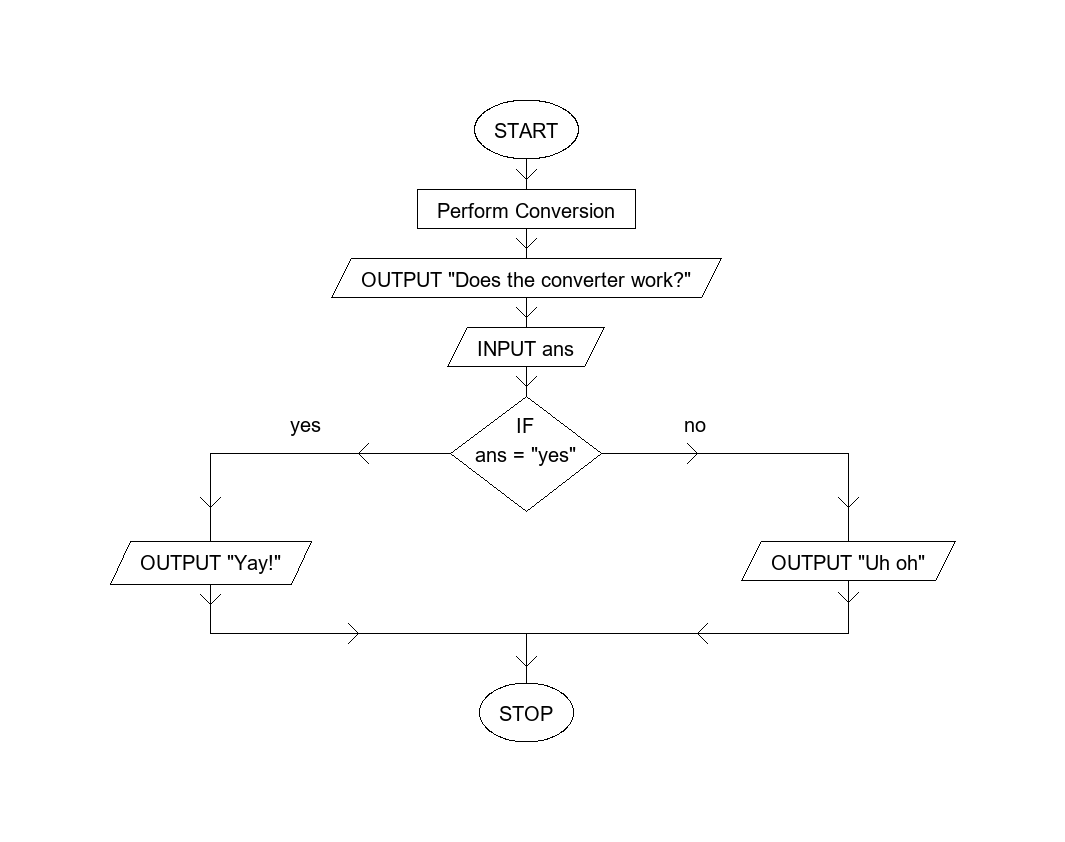 START
Perform Conversion
OUTPUT "Does the converter work?"
INPUT ans
yes
IF
no
ans = "yes"
OUTPUT "Yay!"
OUTPUT "Uh oh"
STOP